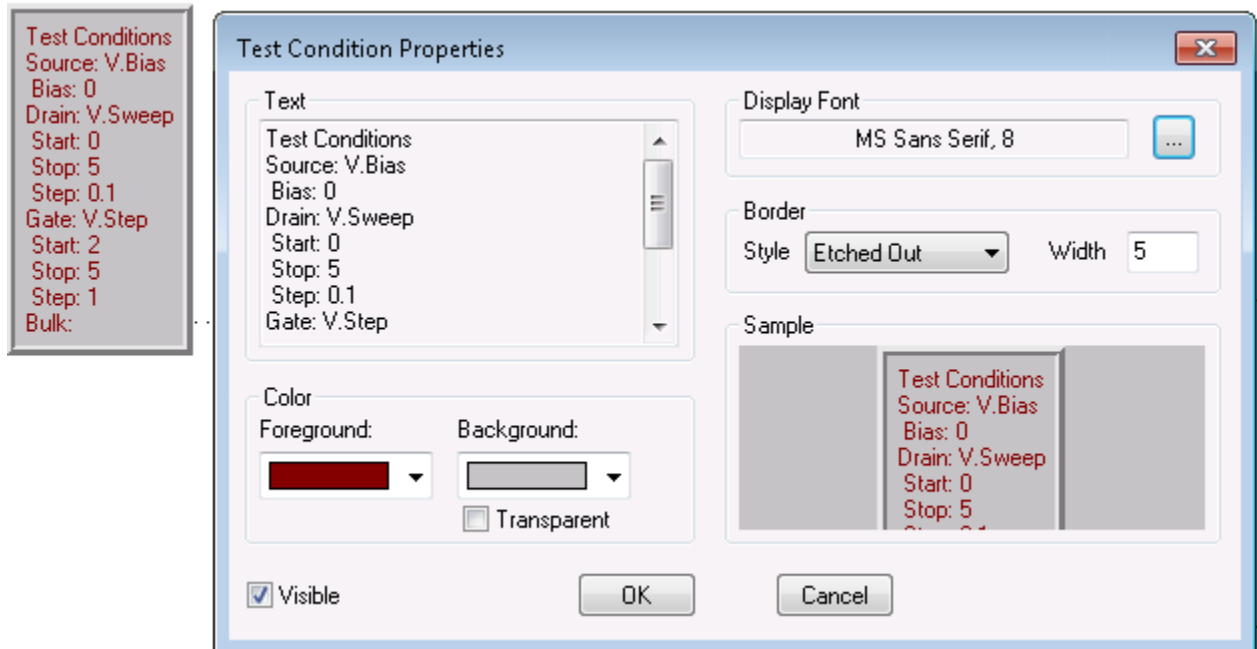 Test Conditions
Source: V.Bias
Bias: 0
Drain: V.Sweep
Start: 0
Stop: 5
Step: 0.1
Gate: V.Step
Start: 2
Stop: 5
Step: 1
Bulk:
Test Condition Properties
Text
Test Conditions
Source: V.Bias
Bias: 0
Drain: V.Sweep
Start: 0
Stop: 5
Step: 0.1
Gate: V.Step
Color
Foreground:
Background:
Transparent
Visible
Display Font
MS Sans Serif, 8
...
Border
Style Etched Out Width 5
Sample
Test Conditions
Source: V.Bias
Bias: 0
Drain: V.Sweep
Start: 0
Stop: 5
OK
Cancel